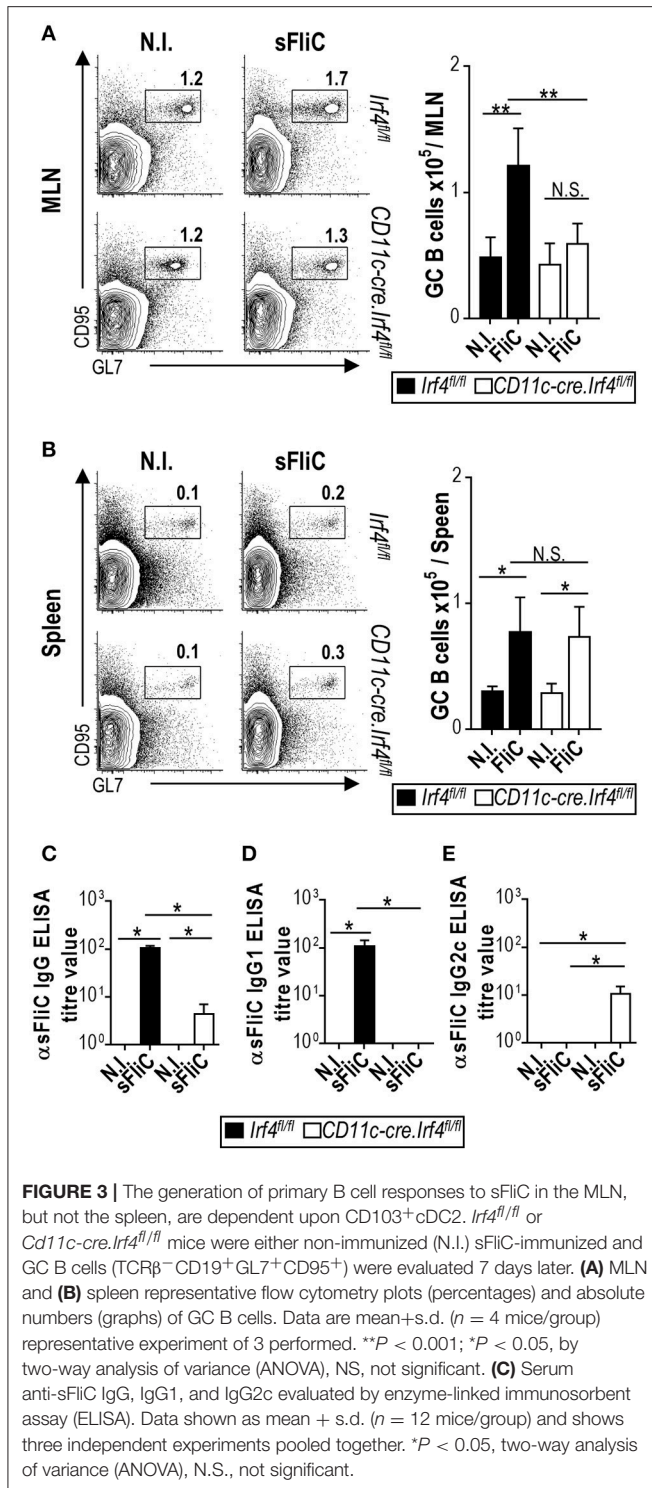 A
N.I.
sFliC
1.2
1.7
Irf4fl/fl
MLN
1.2
1.3
CD11c-cre.Irf4fl/fl
CD95
GL7
2
1
0
GC B cells x10⁵/ MLN
**
**
N.S.
N.I.
FliC
N.I.
FliC
Irf4fl/fl
CD11c-cre.Irf4fl/fl
B
N.I.
sFliC
0.1
0.2
Irf4fl/fl
Spleen
0.1
0.3
CD11c-cre.Irf4fl/fl
CD95
GL7
2
1
0
GC B cells x10⁵ / Speen
N.S.
*
*
N.I.
FliC
N.I.
FliC
Irf4fl/fl
CD11c-cre.Irf4fl/fl
C
αsFliC IgG ELISA
titre value
10³
10²
10¹
10⁰
*
*
*
N.I.
sFliC
N.I.
sFliC
D
αsFliC IgG1 ELISA
titre value
10³
10²
10¹
10⁰
*
*
N.I.
sFliC
N.I.
sFliC
E
αsFliC IgG2c ELISA
titre value
10³
10²
10¹
10⁰
*
*
N.I.
sFliC
N.I.
sFliC
Irf4fl/fl
CD11c-cre.Irf4fl/fl
FIGURE 3 | The generation of primary B cell responses to sFliC in the MLN,
but not the spleen, are dependent upon CD103+cDC2. Irf4fl/fl or
Cd11c-cre.Irf4fl/fl mice were either non-immunized (N.I.) sFliC-immunized and
GC B cells (TCRβ−CD19+GL7+CD95+) were evaluated 7 days later. (A) MLN
and (B) spleen representative flow cytometry plots (percentages) and absolute
numbers (graphs) of GC B cells. Data are mean+s.d. (n = 4 mice/group)
representative experiment of 3 performed. **P < 0.001; *P < 0.05, by
two-way analysis of variance (ANOVA), NS, not significant. (C) Serum
anti-sFliC IgG, IgG1, and IgG2c evaluated by enzyme-linked immunosorbent
assay (ELISA). Data shown as mean + s.d. (n = 12 mice/group) and shows
three independent experiments pooled together. *P < 0.05, two-way analysis
of variance (ANOVA), N.S., not significant.